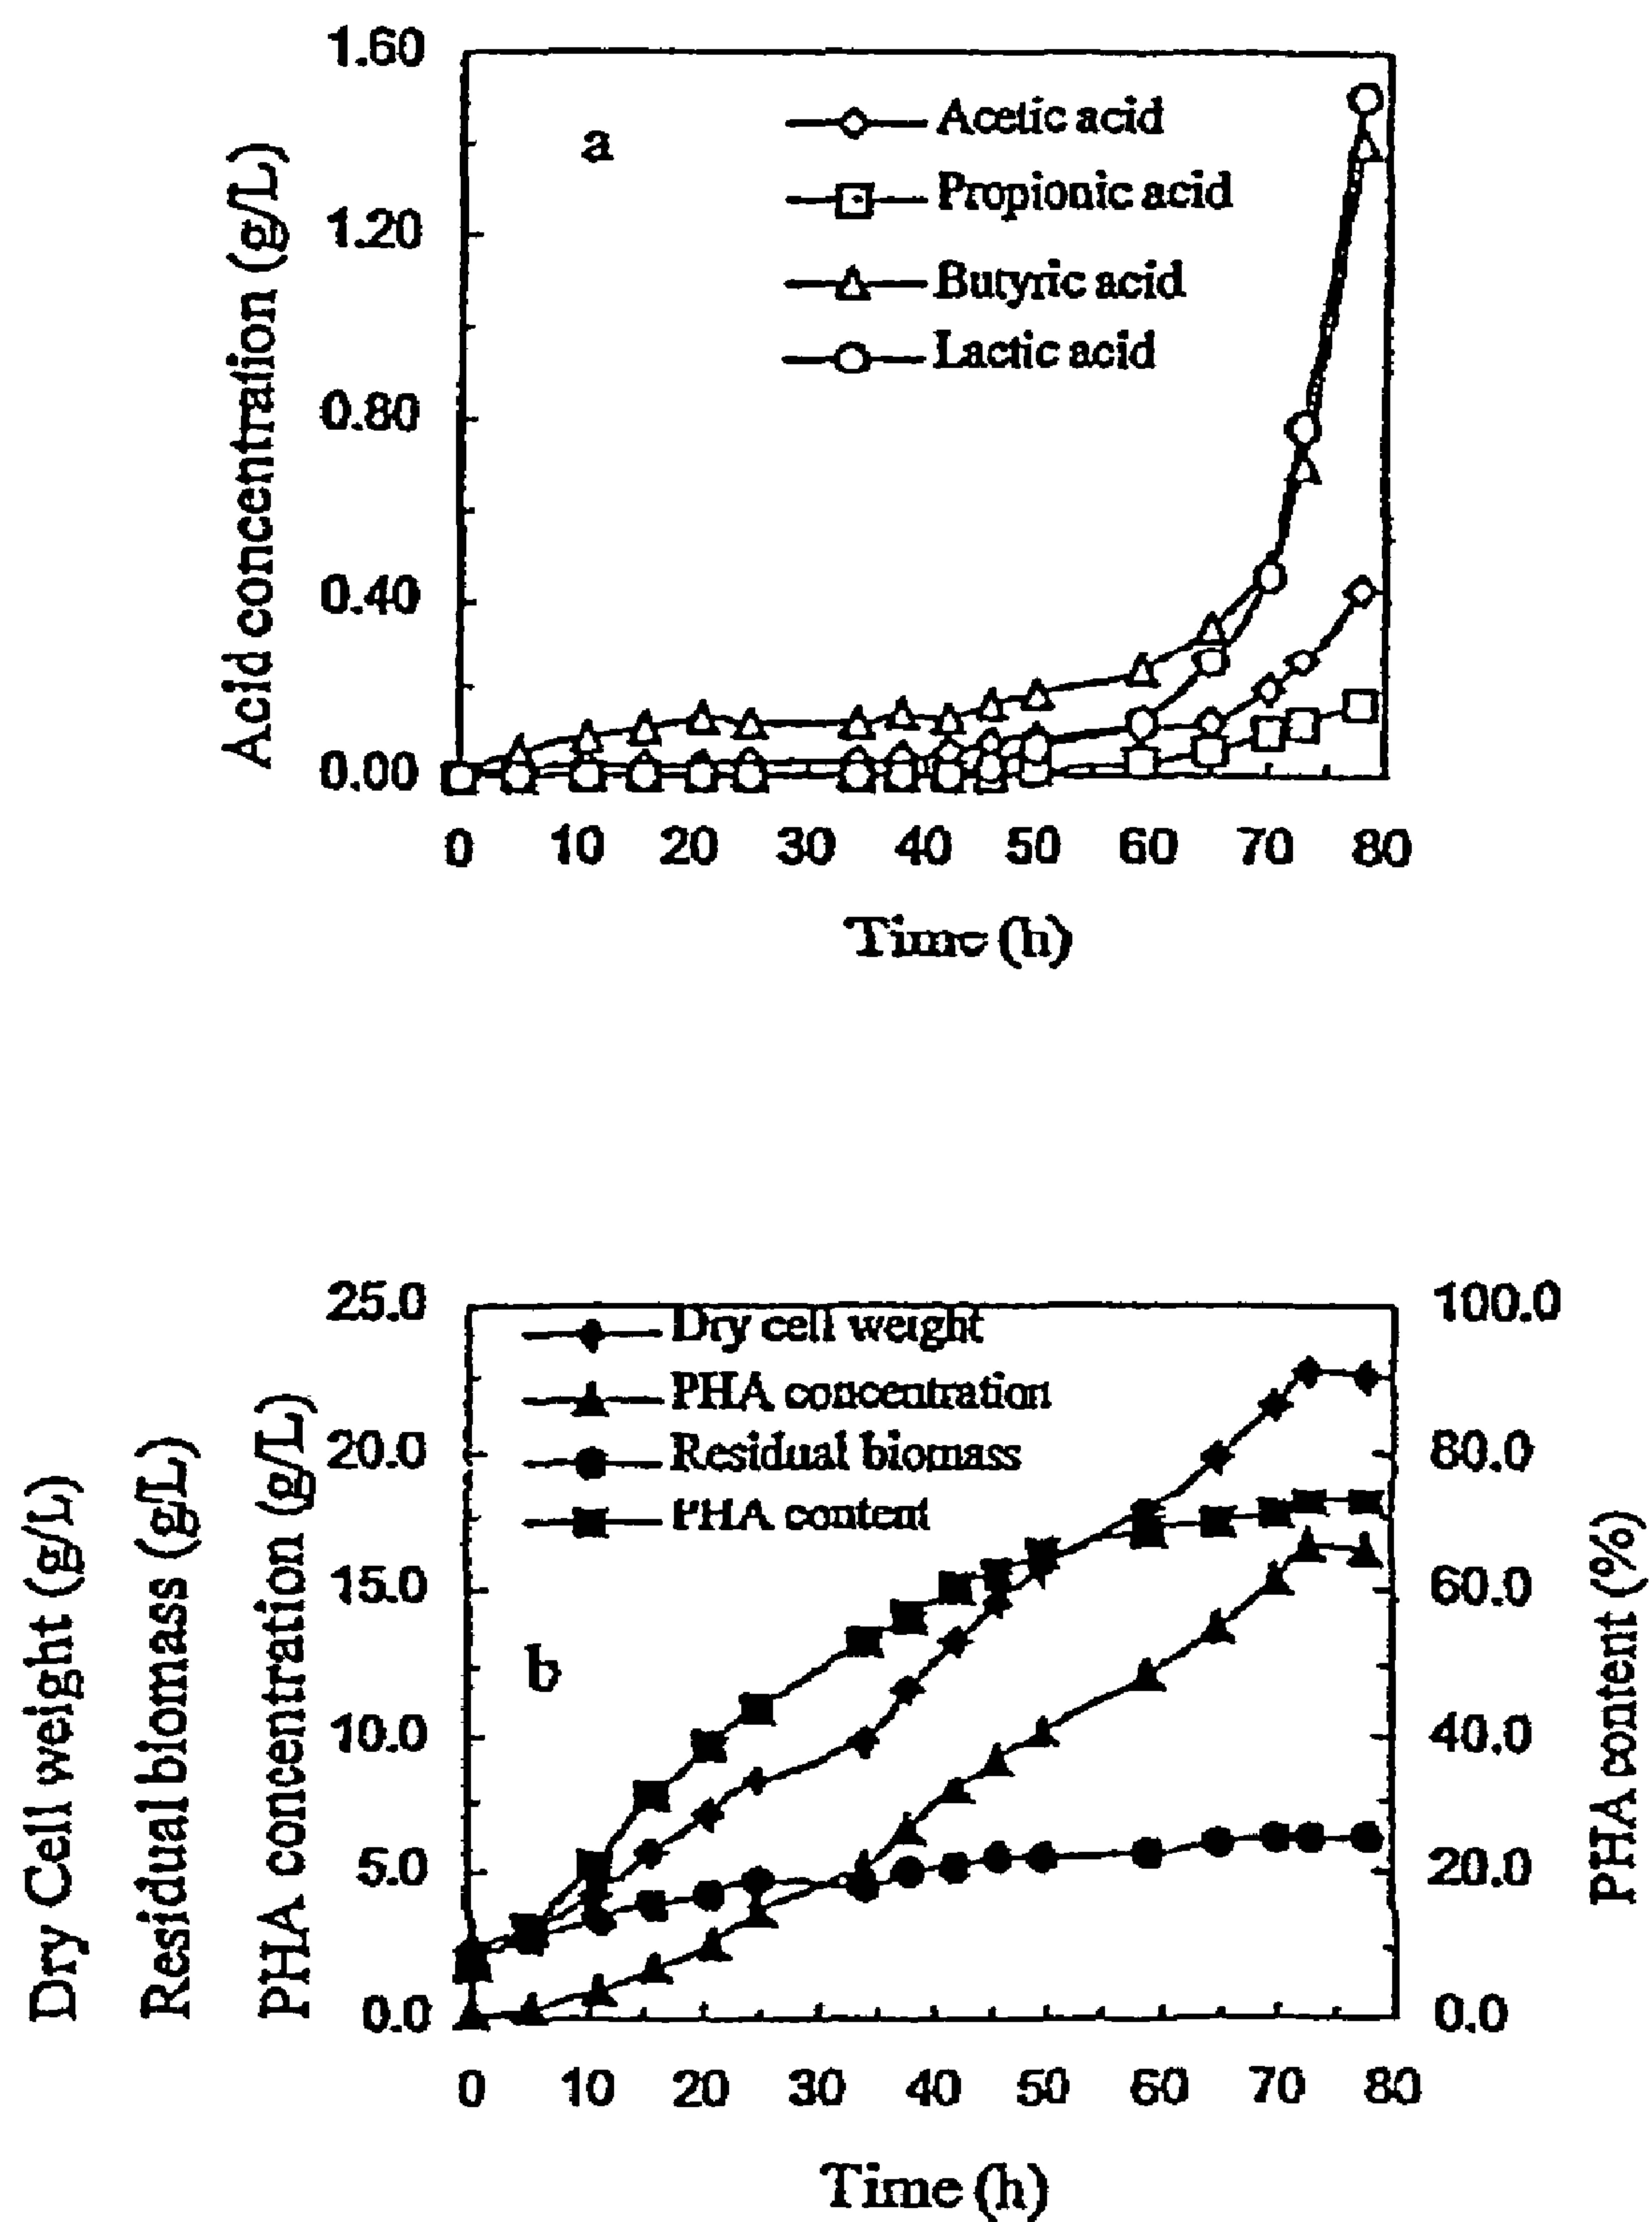 1.60
1.20
0.80
0.40
0.00
Acid concentration (g/L)
a
Acetic acid
Propionic acid
Butyric acid
Lactic acid
0 10 20 30 40 50 60 70 80
Time (h)
25.0
20.0
15.0
10.0
5.0
0.0
Dry Cell weight (g/L)
Residual biomass (g/L)
PHA concentration (g/L)
Dry cell weight
PHA concentration
Residual biomass
PHA content
b
100.0
80.0
60.0
40.0
20.0
0.0
PHA content (%)
0 10 20 30 40 50 60 70 80
Time (h)